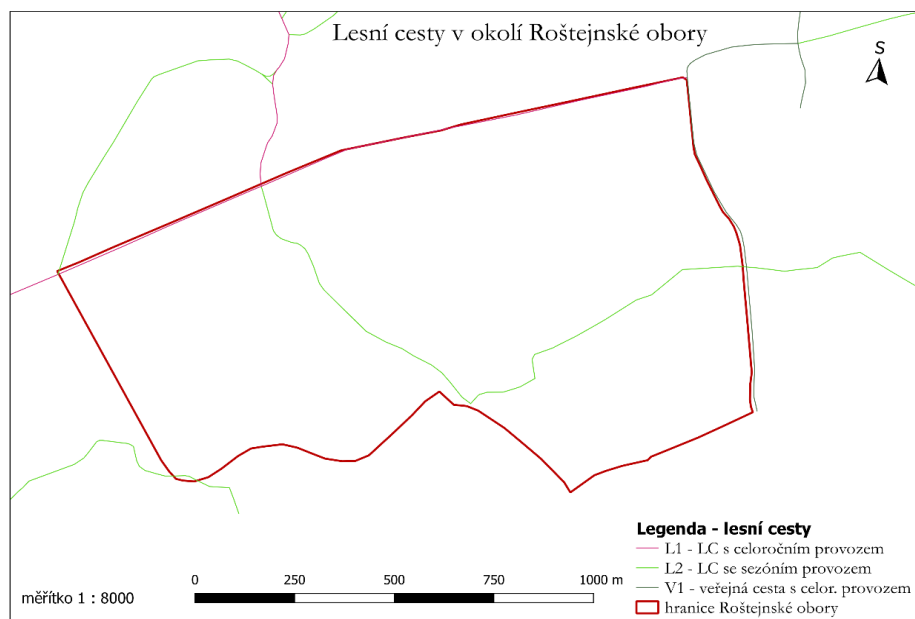 Lesní cesty v okolí Roštejnské obory
S
Legenda - lesní cesty
L1 - LC s celoročním provozem
L2 - LC se sezóním provozem
V1 - veřejná cesta s celor. provozem
hranice Roštejnské obory
měřítko 1 : 8000
0 250 500 750 1000 m